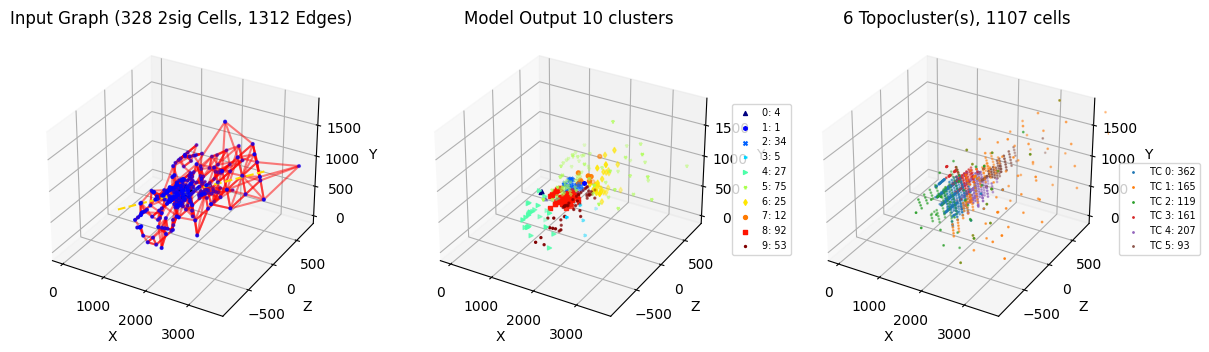 Input Graph (328 2sig Cells, 1312 Edges)
0
1000
2000
3000
X
−500
0
500
Z
0
500
1000
1500
Y
Model Output 10 clusters
0
1000
2000
3000
X
−500
0
500
Z
0
500
1000
1500
Y
0: 4
1: 1
2: 34
3: 5
4: 27
5: 75
6: 25
7: 12
8: 92
9: 53
6 Topocluster(s), 1107 cells
0
1000
2000
3000
X
−500
0
500
Z
0
500
1000
1500
Y
TC 0: 362
TC 1: 165
TC 2: 119
TC 3: 161
TC 4: 207
TC 5: 93